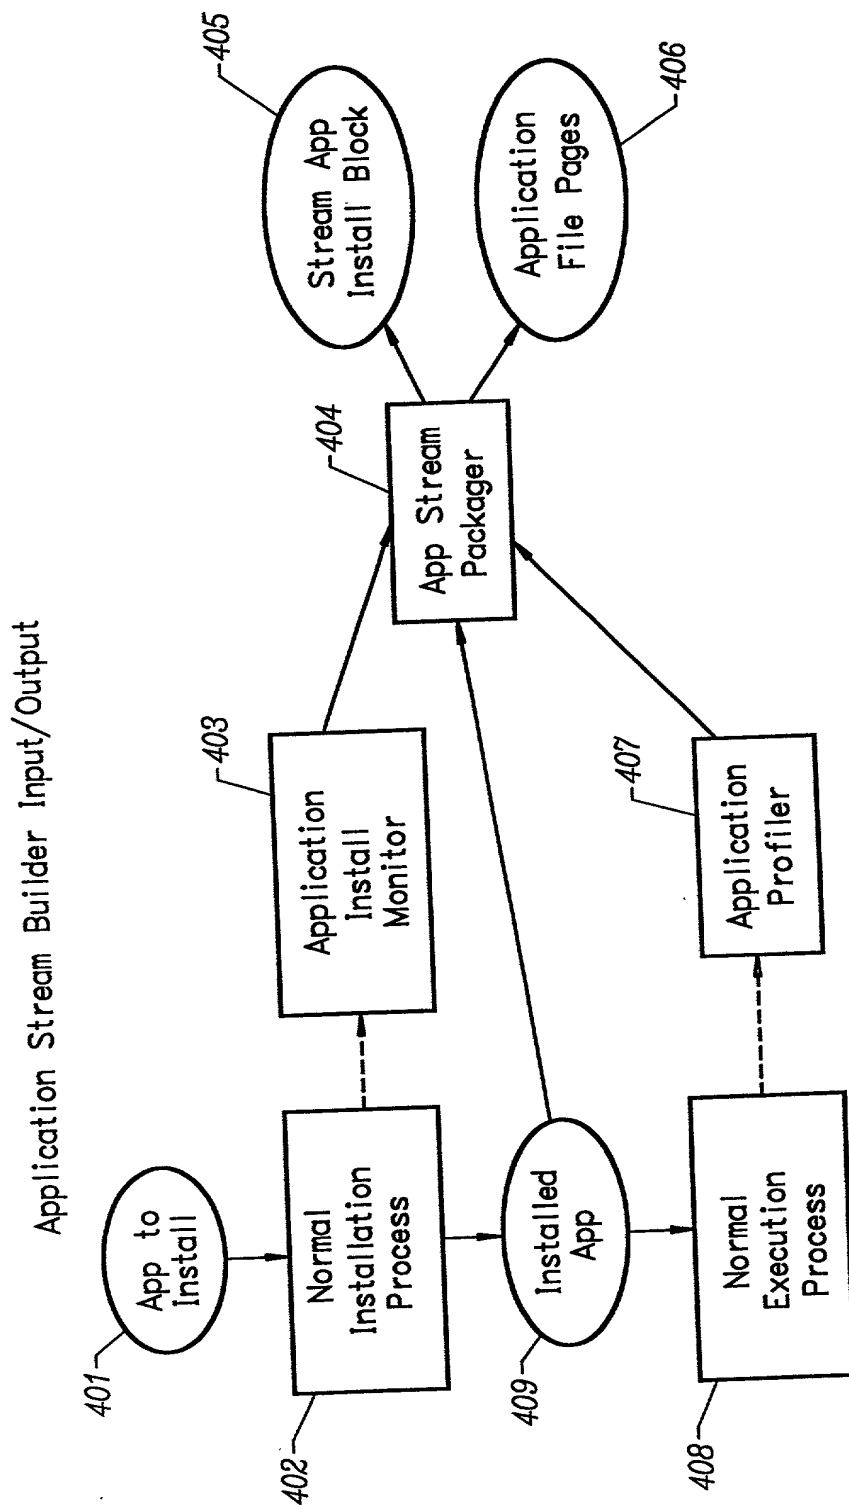 Application Stream Builder Input/Output
401
App to
Install
402
Normal
Installation
Process
403
Application
Install
Monitor
404
App Stream
Packager
405
Stream App
Install Block
406
Application
File Pages
409
Installed
App
407
Application
Profiler
408
Normal
Execution
Process